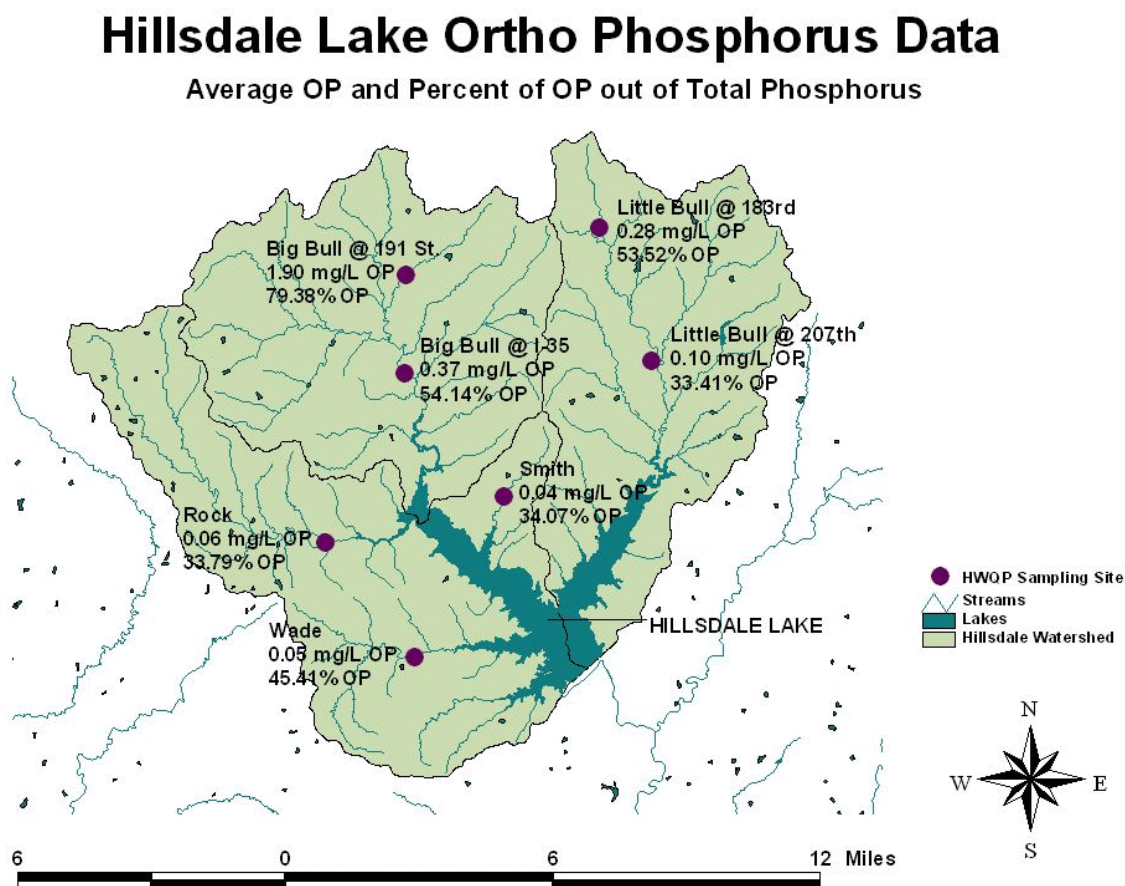 Hillsdale Lake Ortho Phosphorus Data
Average OP and Percent of OP out of Total Phosphorus
Little Bull @ 183rd
0.28 mg/L OP
53.52% OP
Big Bull @ 191 St.
1.90 mg/L OP
79.38% OP
Little Bull @ 207th
0.10 mg/L OP
33.41% OP
Big Bull @ I-35
0.37 mg/L OP
54.14% OP
Smith
0.04 mg/L OP
34.07% OP
Rock
0.06 mg/L OP
33.79% OP
Wade
0.05 mg/L OP
45.41% OP
HILLSDALE LAKE
HWQP Sampling Site
Streams
Lakes
Hillsdale Watershed
N
W E
S
6 0 6 12 Miles